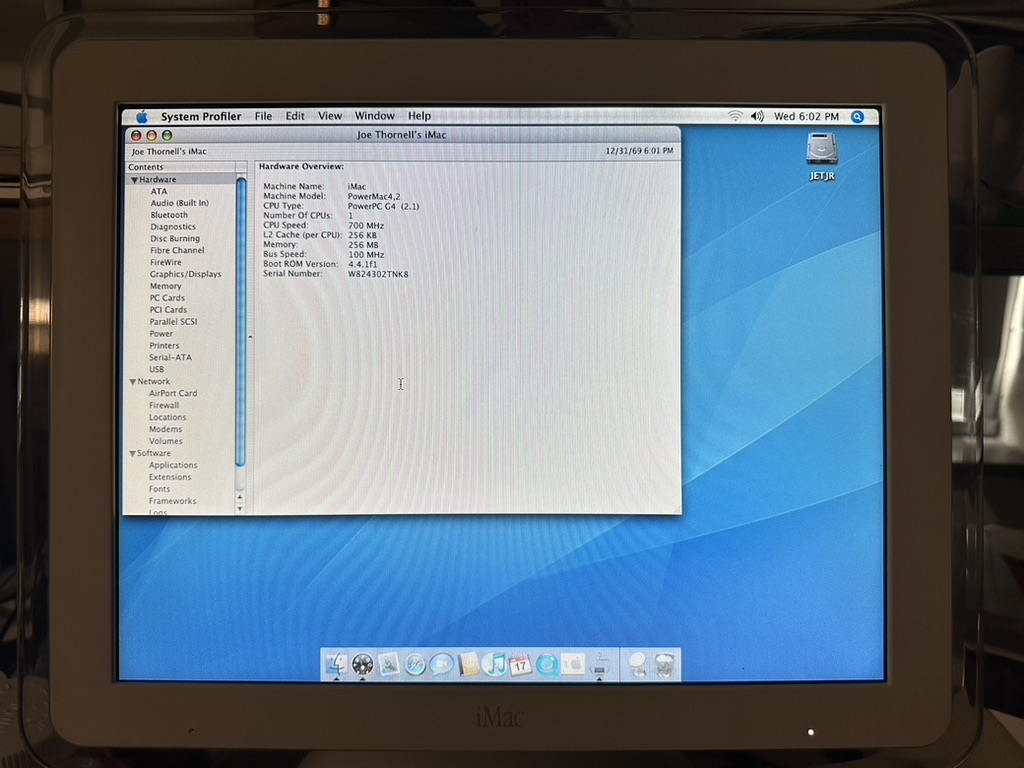 System Profiler File Edit View Window Help Wed 6:02 PM
Joe Thornell's iMac
Joe Thornell's iMac 12/31/69 6:01 PM
Contents
Hardware
ATA
Audio (Built In)
Bluetooth
Diagnostics
Disc Burning
Fibre Channel
FireWire
Graphics/Displays
Memory
PC Cards
PCI Cards
Parallel SCSI
Power
Printers
Serial-ATA
USB
Network
AirPort Card
Firewall
Locations
Modems
Volumes
Software
Applications
Extensions
Fonts
Frameworks
Logs
Hardware Overview:
Machine Name: iMac
Machine Model: PowerMac4,2
CPU Type: PowerPC G4 (2.1)
Number Of CPUs: 1
CPU Speed: 700 MHz
L2 Cache (per CPU): 256 KB
Memory: 256 MB
Bus Speed: 100 MHz
Boot ROM Version: 4.4.1f1
Serial Number: W824302TNK8
JETJR
17
iMac